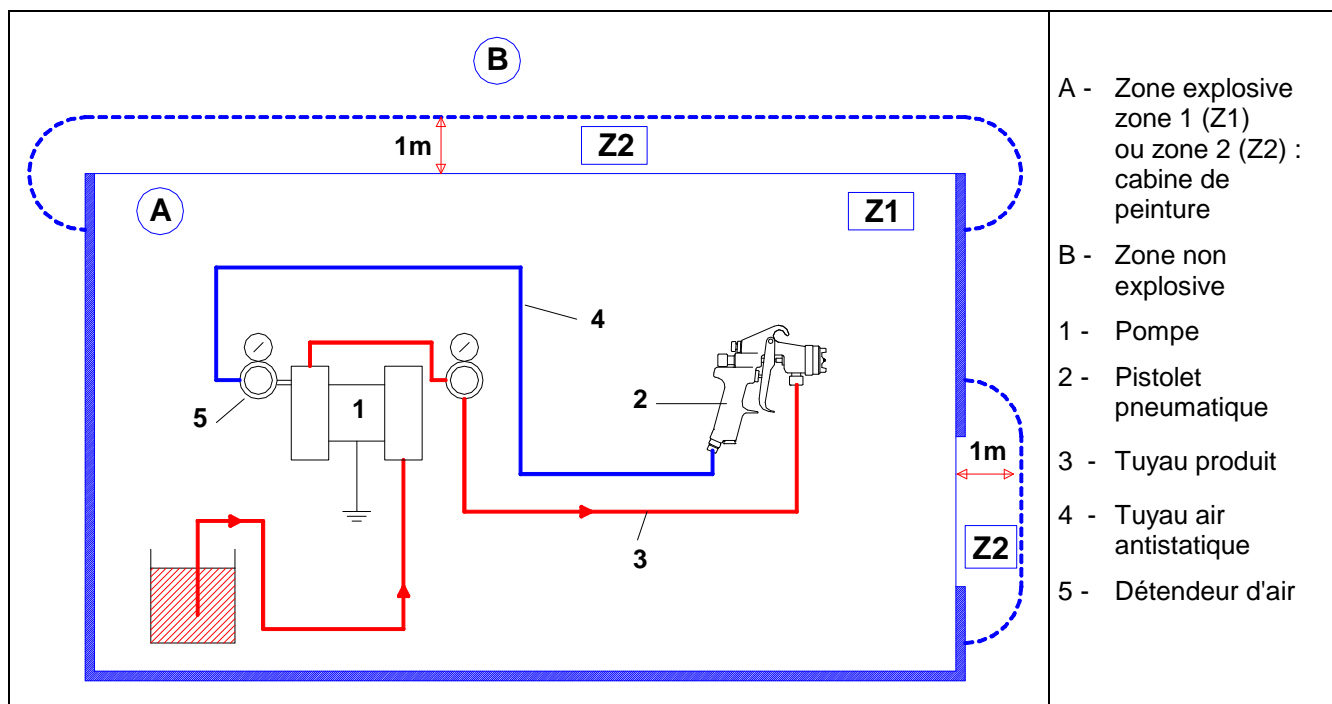 B
1m
Z2
A
Z1
4
5
1
2
1m
3
Z2
A - Zone explosive
zone 1 (Z1)
ou zone 2 (Z2) :
cabine de
peinture
B - Zone non
explosive
1 - Pompe
2 - Pistolet
pneumatique
3 - Tuyau produit
4 - Tuyau air
antistatique
5 - Détendeur d'air